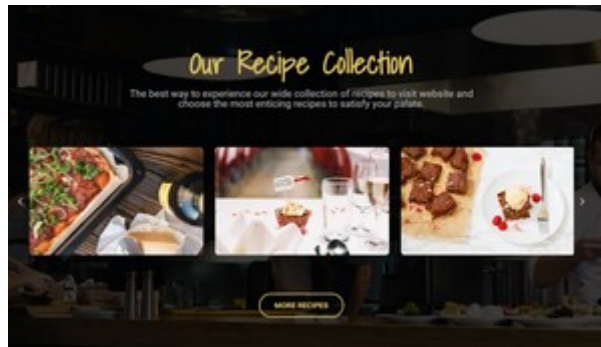 Our Recipe Collection
The best way to experience our wide collection of recipes to visit website and
choose the most enticing recipes to satisfy your palate.
MORE RECIPES